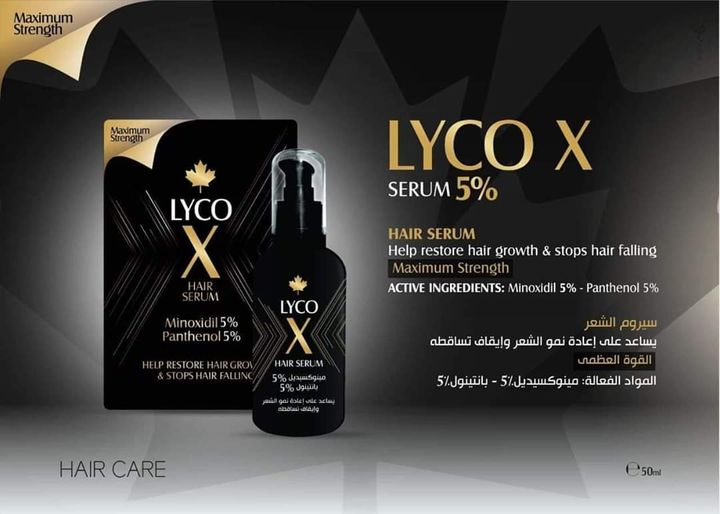 Maximum
Strength
Maximum
Strength
LYCO
X
HAIR
SERUM
Minoxidil 5%
Panthenol 5%
HELP RESTORE HAIR GROW
& STOPS HAIR FALLING
LYCO
X
HAIR SERUM
مينوكسيديل 5%
بانتينول 5%
يساعد على إعادة نمو الشعر
وإيقاف تساقطه
LYCO X
SERUM 5%
HAIR SERUM
Help restore hair growth & stops hair falling
Maximum Strength
ACTIVE INGREDIENTS: Minoxidil 5% - Panthenol 5%
سيروم الشعر
يساعد على إعادة نمو الشعر وإيقاف تساقطه
القوة العظمى
المواد الفعالة: مينوكسيديل 5% - بانتينول 5%
HAIR CARE
℮50ml